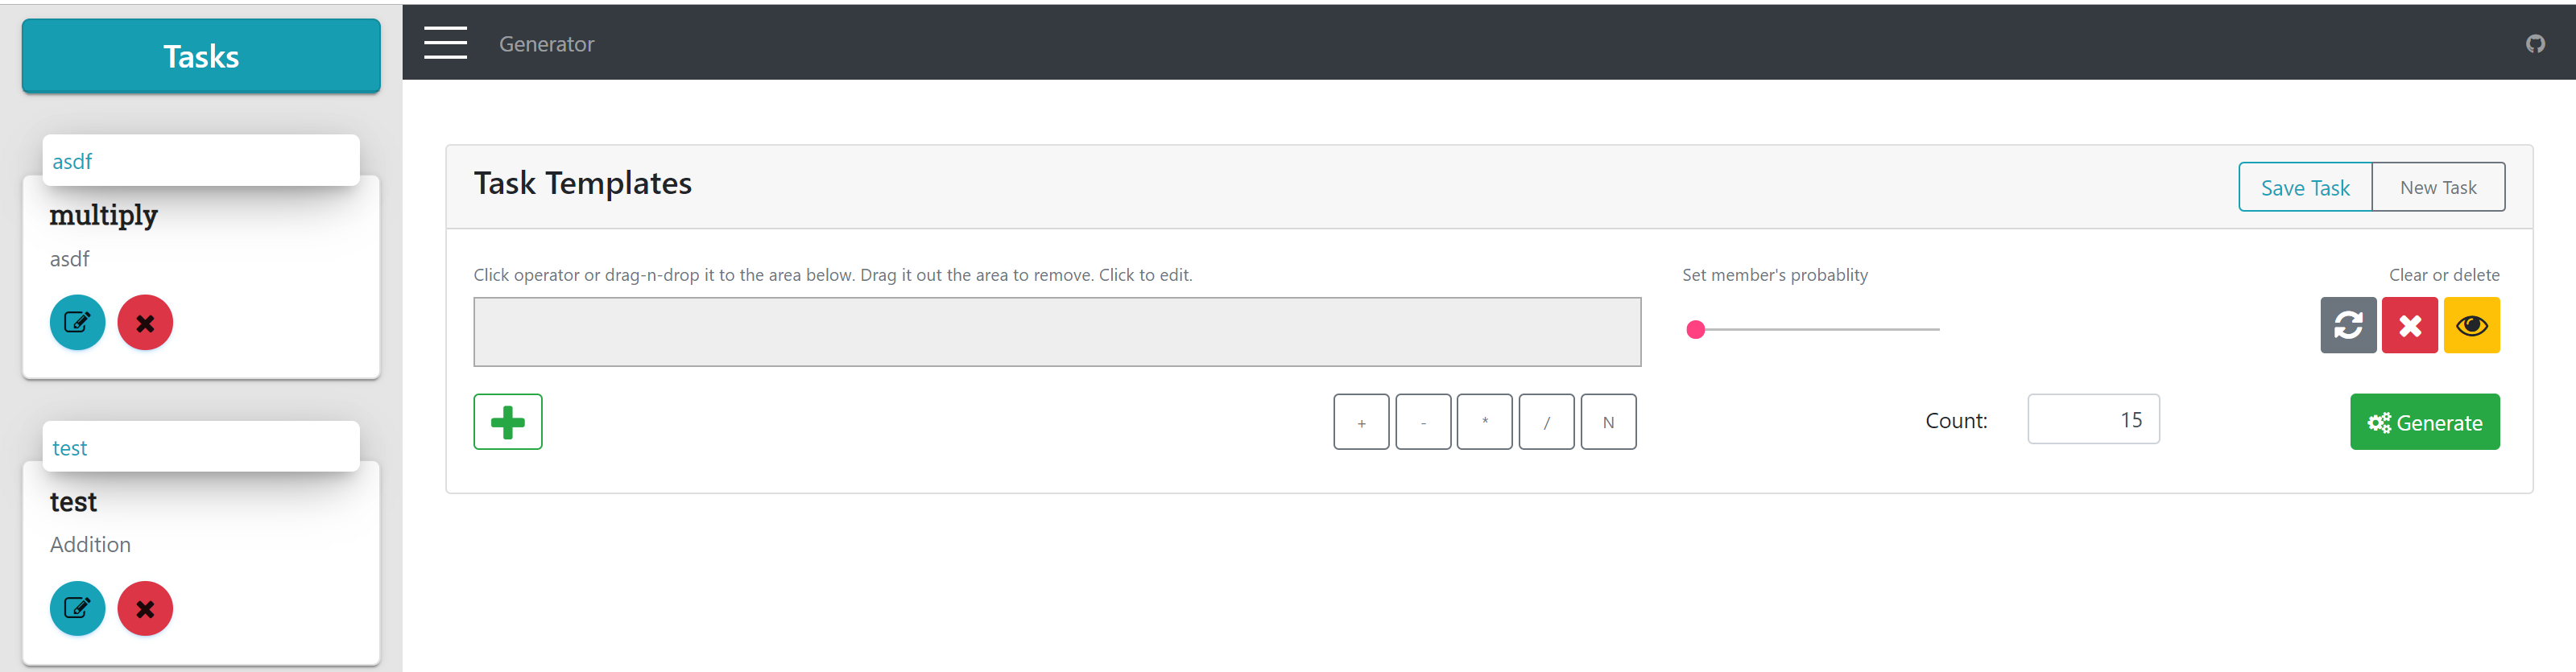 Tasks
asdf
multiply
asdf
test
test
Addition
Generator
Task Templates
Save Task
New Task
Click operator or drag-n-drop it to the area below. Drag it out the area to remove. Click to edit.
Set member's probablity
Clear or delete
+ - * / N
Count: 15
Generate